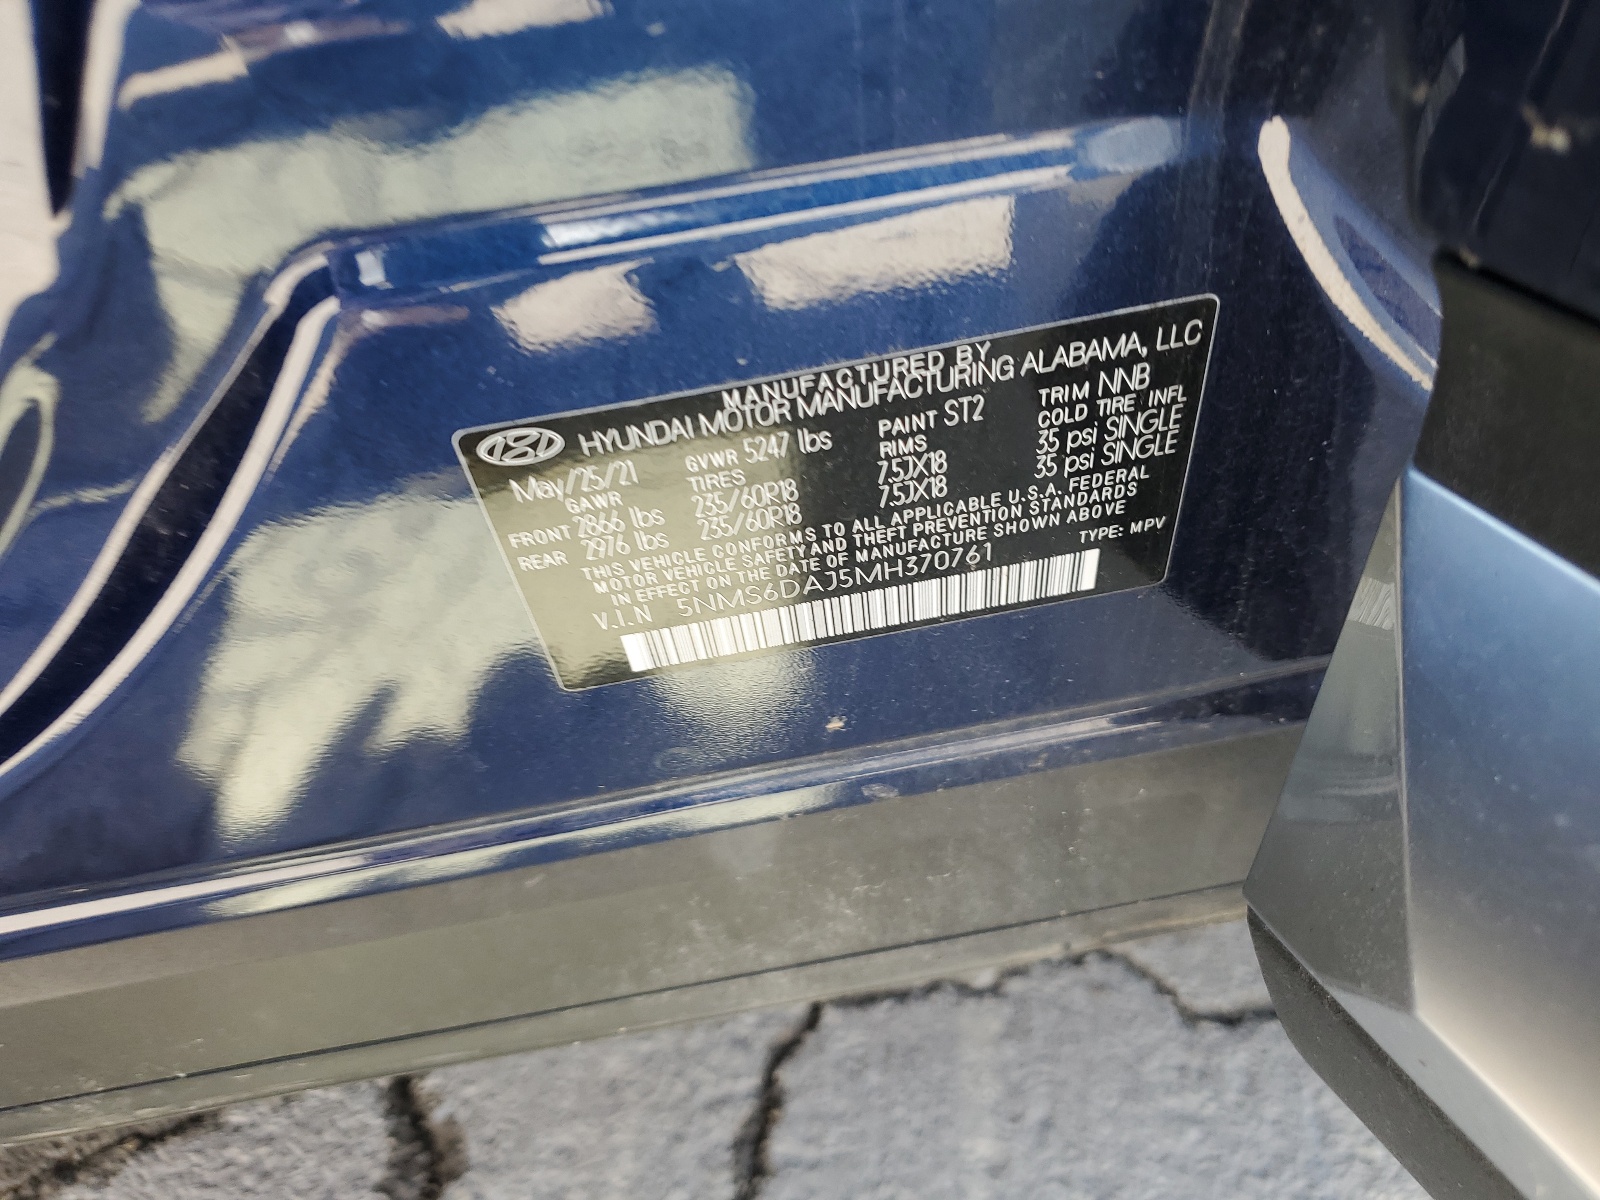 MANUFACTURED BY
HYUNDAI MOTOR MANUFACTURING ALABAMA, LLC
May/25/21 GVWR 5247 lbs PAINT ST2 TRIM NNB
GAWR TIRES RIMS COLD TIRE INFL
FRONT 2866 lbs 235/60R18 7.5JX18 35 psi SINGLE
REAR 2976 lbs 235/60R18 7.5JX18 35 psi SINGLE
THIS VEHICLE CONFORMS TO ALL APPLICABLE U.S.A. FEDERAL
MOTOR VEHICLE SAFETY AND THEFT PREVENTION STANDARDS
IN EFFECT ON THE DATE OF MANUFACTURE SHOWN ABOVE
V.I.N 5NMS6DAJ5MH370761 TYPE: MPV